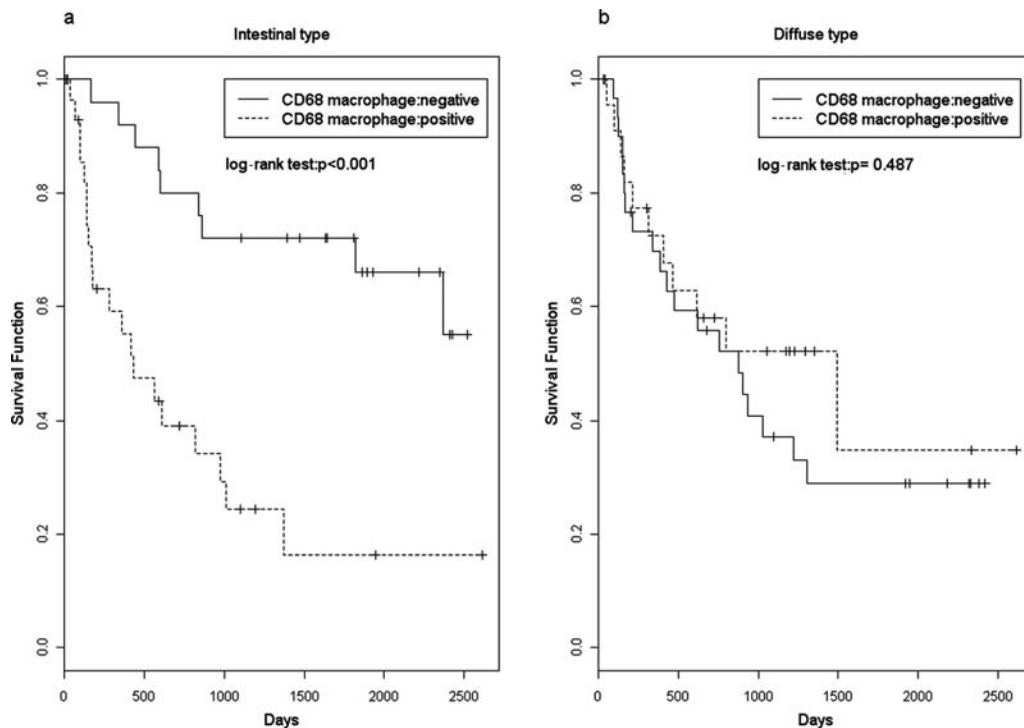 a
Intestinal type
CD68 macrophage:negative
CD68 macrophage:positive
log-rank test:p<0.001
Survival Function
1.0
0.8
0.6
0.4
0.2
0.0
0 500 1000 1500 2000 2500
Days
b
Diffuse type
CD68 macrophage:negative
CD68 macrophage:positive
log-rank test:p= 0.487
Survival Function
1.0
0.8
0.6
0.4
0.2
0.0
0 500 1000 1500 2000 2500
Days